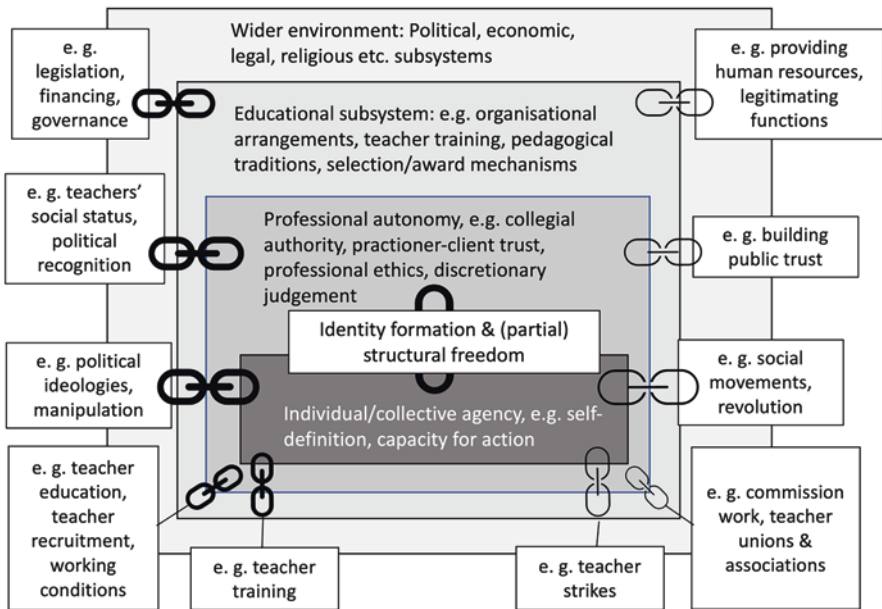 Wider environment: Political, economic,
legal, religious etc. subsystems
e. g.
legislation,
financing,
governance
e. g. providing
human resources,
legitimating
functions
Educational subsystem: e.g. organisational
arrangements, teacher training, pedagogical
traditions, selection/award mechanisms
e. g. teachers’
social status,
political
recognition
Professional autonomy, e.g. collegial
authority, practioner-client trust,
professional ethics, discretionary
judgement
e. g. building
public trust
Identity formation & (partial)
structural freedom
e. g. political
ideologies,
manipulation
e. g. social
movements,
revolution
Individual/collective agency, e.g. self-
definition, capacity for action
e. g. teacher
education,
teacher
recruitment,
working
conditions
e. g. teacher
training
e. g. teacher
strikes
e. g. commission
work, teacher
unions &
associations